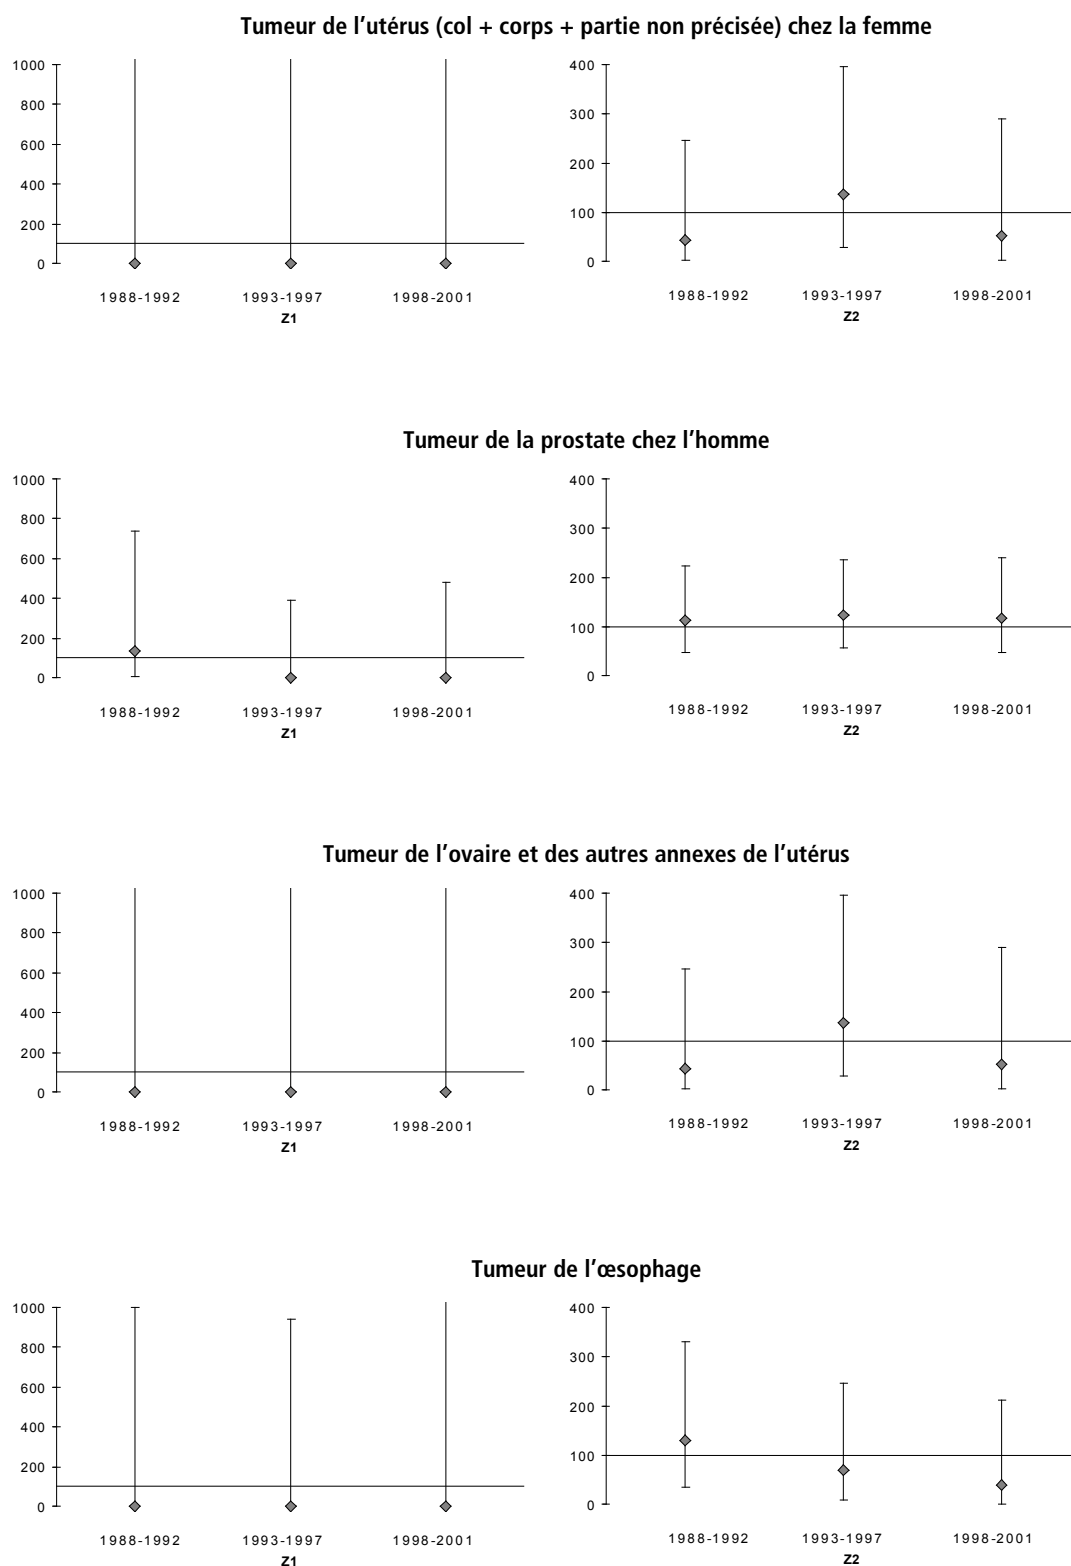 Tumeur de l'utérus (col + corps + partie non précisée) chez la femme
1000
800
600
400
200
0
1988-1992 1993-1997 1998-2001
Z1
400
300
200
100
0
1988-1992 1993-1997 1998-2001
Z2
Tumeur de la prostate chez l'homme
1000
800
600
400
200
0
1988-1992 1993-1997 1998-2001
Z1
400
300
200
100
0
1988-1992 1993-1997 1998-2001
Z2
Tumeur de l'ovaire et des autres annexes de l'utérus
1000
800
600
400
200
0
1988-1992 1993-1997 1998-2001
Z1
400
300
200
100
0
1988-1992 1993-1997 1998-2001
Z2
Tumeur de l'œsophage
1000
800
600
400
200
0
1988-1992 1993-1997 1998-2001
Z1
400
300
200
100
0
1988-1992 1993-1997 1998-2001
Z2